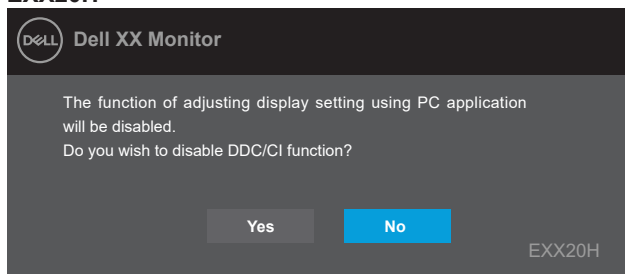 DELL Dell XX Monitor
The function of adjusting display setting using PC application
will be disabled.
Do you wish to disable DDC/CI function?
Yes No
EXX20H